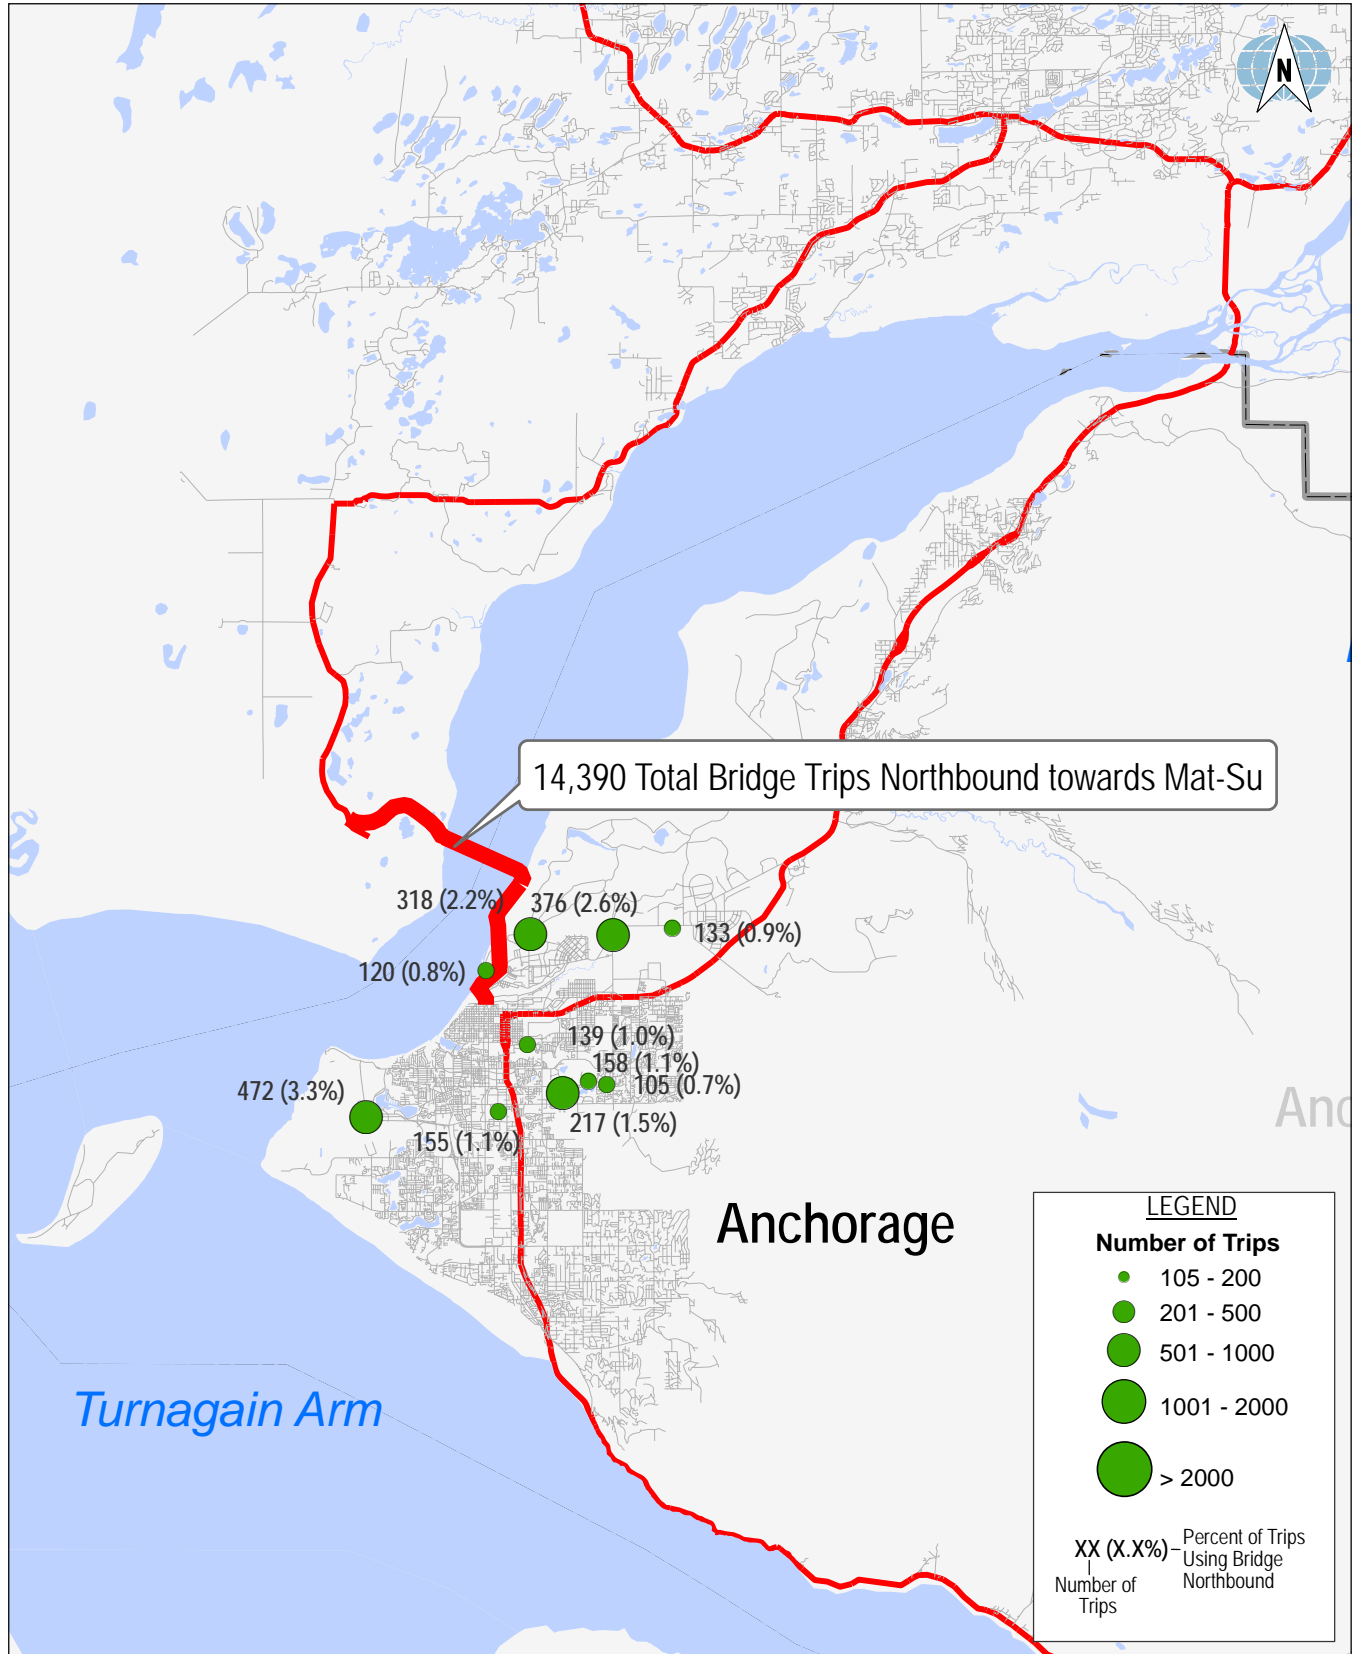 N
14,390 Total Bridge Trips Northbound towards Mat-Su
318 (2.2%)
376 (2.6%)
133 (0.9%)
120 (0.8%)
139 (1.0%)
158 (1.1%)
105 (0.7%)
472 (3.3%)
217 (1.5%)
155 (1.1%)
Anc
Anchorage
Turnagain Arm
LEGEND
Number of Trips
105 - 200
201 - 500
501 - 1000
1001 - 2000
> 2000
XX (X.X%)
Percent of Trips
Using Bridge
Northbound
Number of
Trips